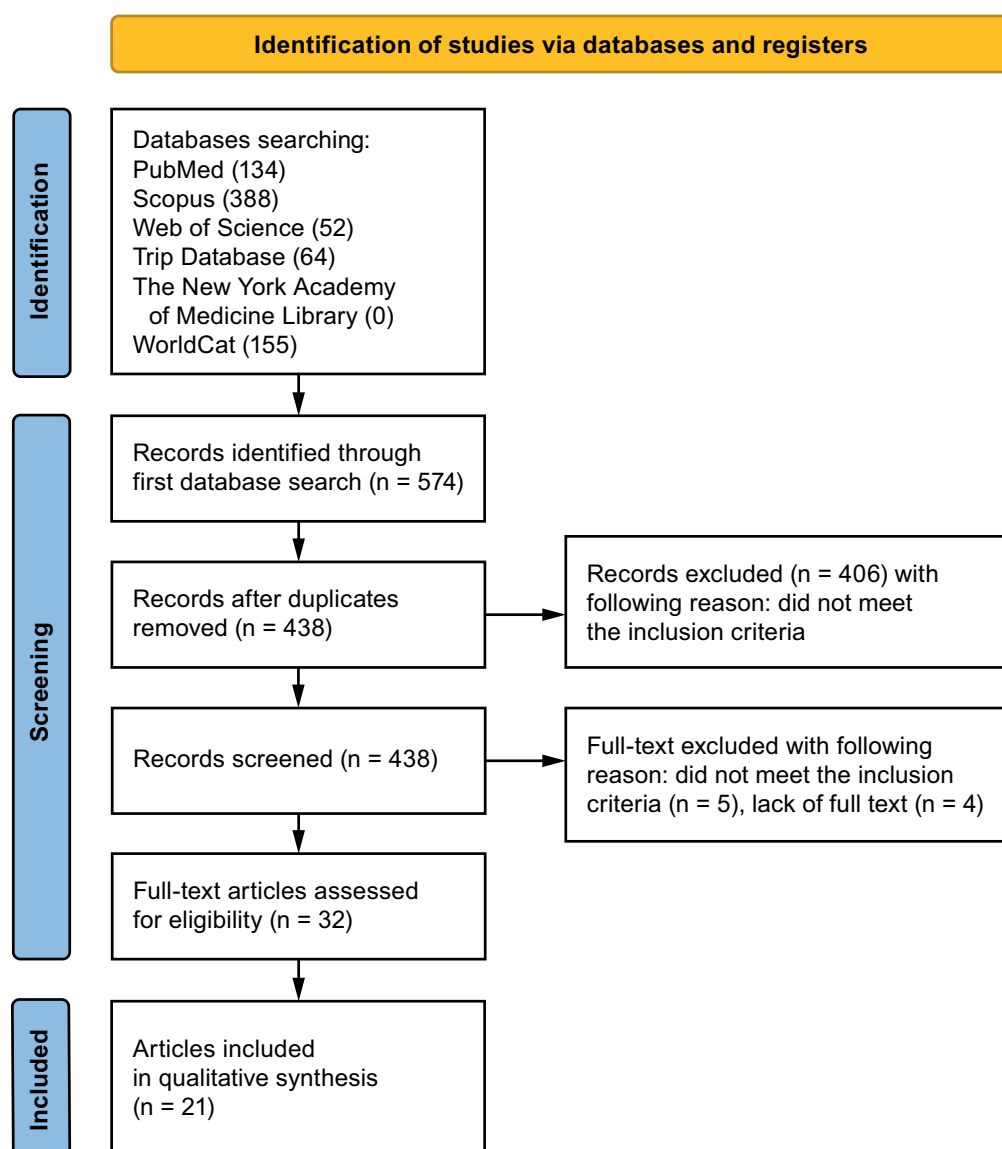 Identification of studies via databases and registers
Identification
Databases searching:
PubMed (134)
Scopus (388)
Web of Science (52)
Trip Database (64)
The New York Academy
of Medicine Library (0)
WorldCat (155)
Screening
Records identified through
first database search (n = 574)
Records after duplicates
removed (n = 438)
Records excluded (n = 406) with
following reason: did not meet
the inclusion criteria
Records screened (n = 438)
Full-text excluded with following
reason: did not meet the inclusion
criteria (n = 5), lack of full text (n = 4)
Full-text articles assessed
for eligibility (n = 32)
Included
Articles included
in qualitative synthesis
(n = 21)